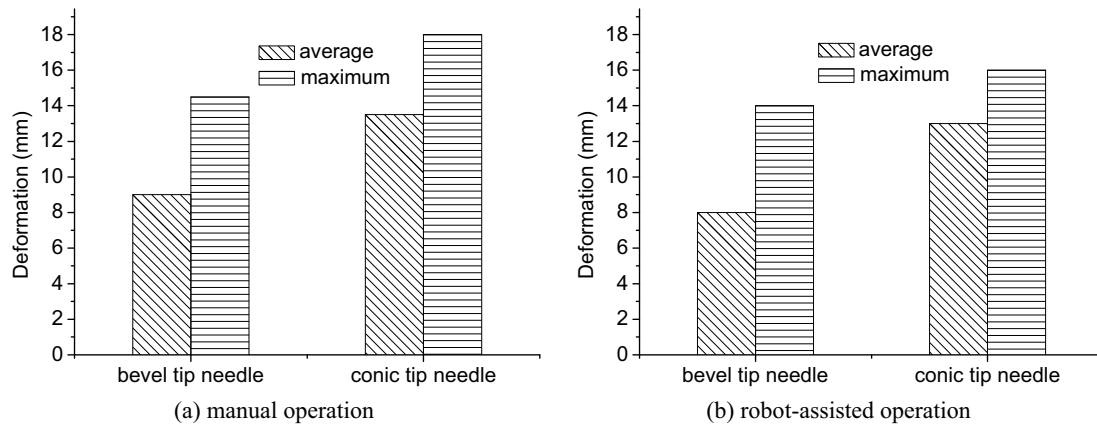 18
16
14
12
10
8
6
4
2
0
Deformation (mm)
average
maximum
bevel tip needle
conic tip needle
(a) manual operation
18
16
14
12
10
8
6
4
2
0
Deformation (mm)
average
maximum
bevel tip needle
conic tip needle
(b) robot-assisted operation